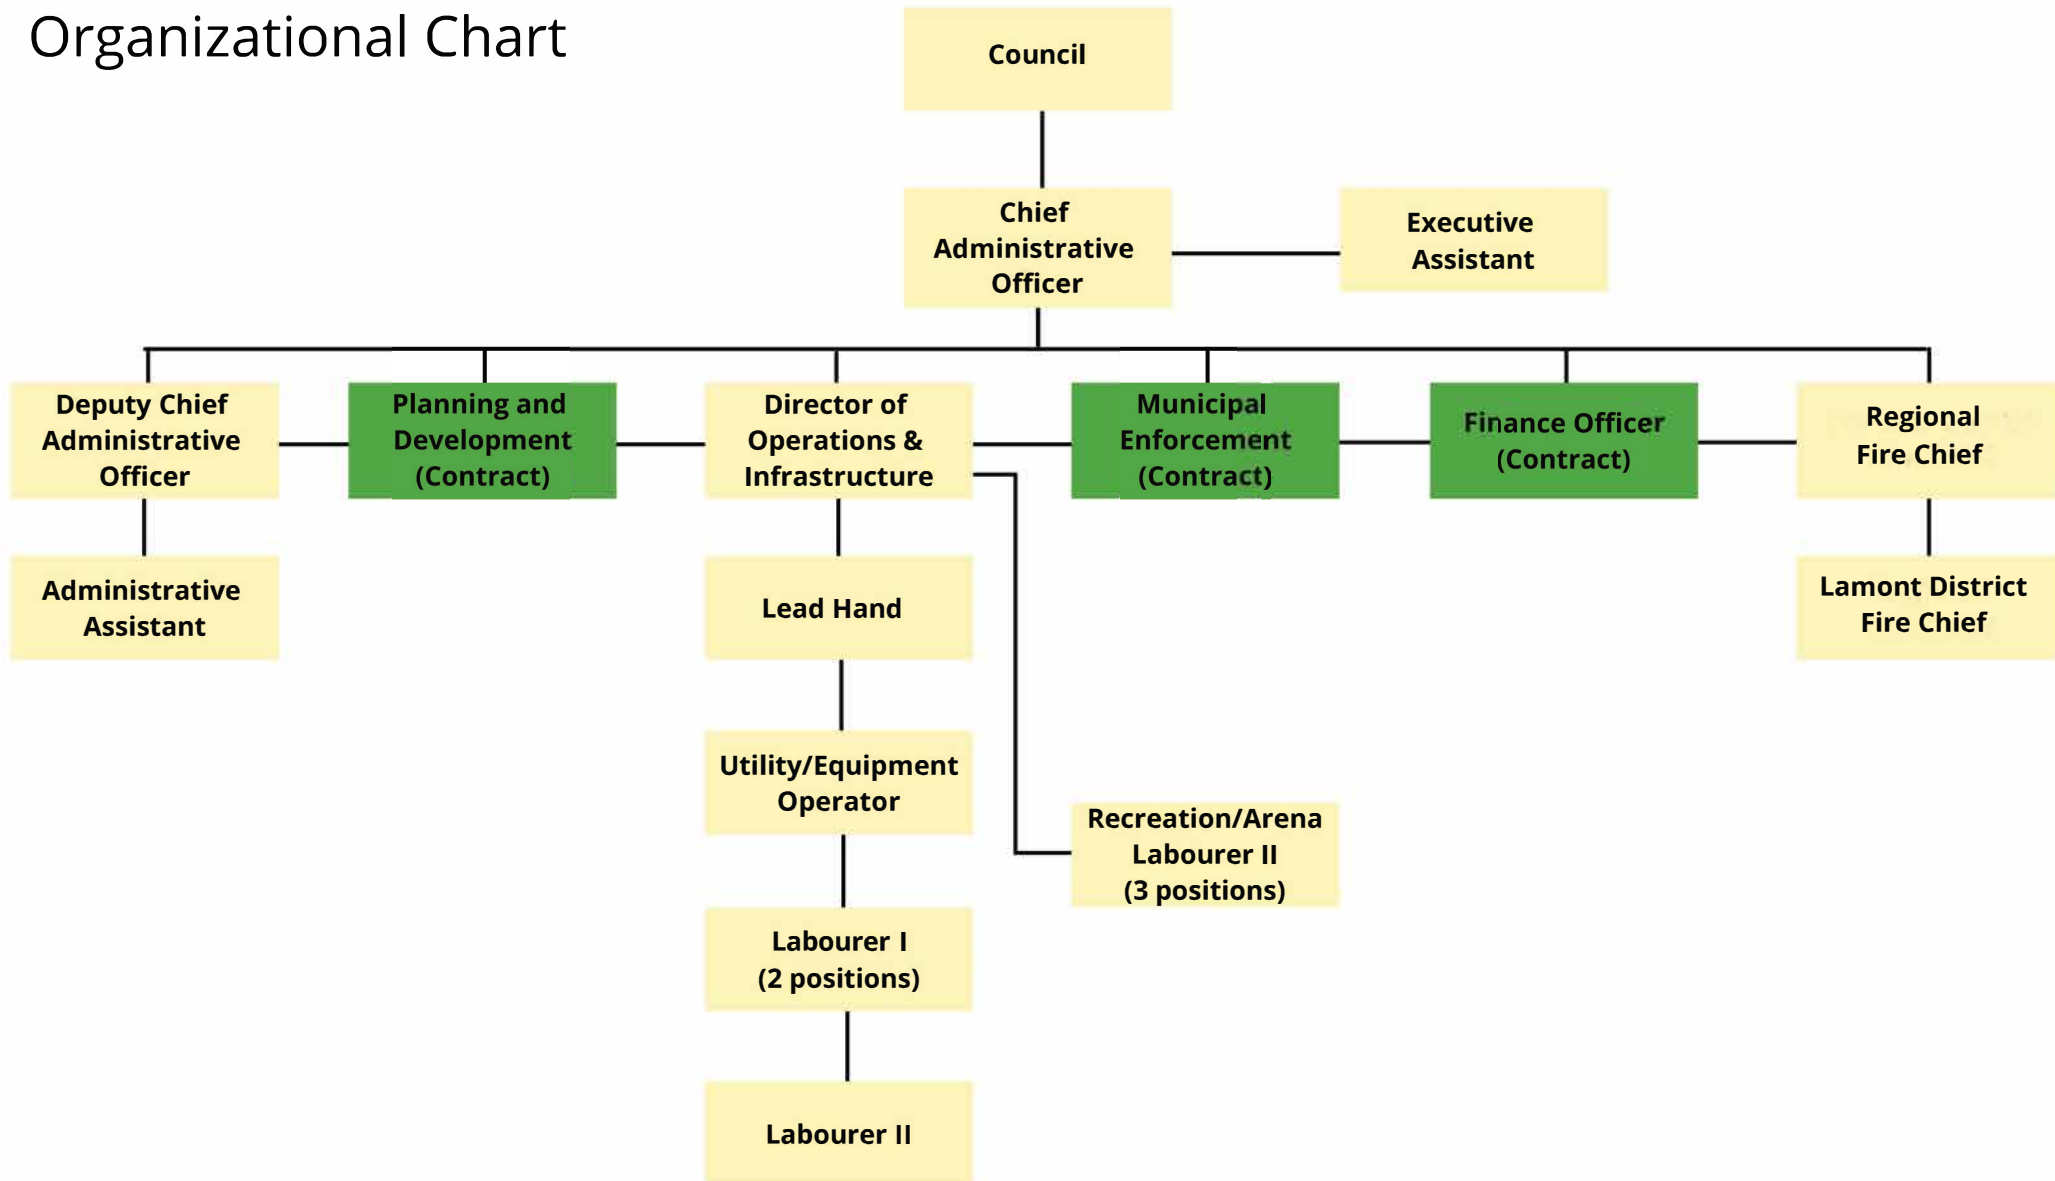 Organizational Chart
Council
Chief
Administrative
Officer
Executive
Assistant
Deputy Chief
Administrative
Officer
Planning and
Development
(Contract)
Director of
Operations &
Infrastructure
Municipal
Enforcement
(Contract)
Finance Officer
(Contract)
Regional
Fire Chief
Administrative
Assistant
Lead Hand
Lamont District
Fire Chief
Utility/Equipment
Operator
Recreation/Arena
Labourer II
(3 positions)
Labourer I
(2 positions)
Labourer II